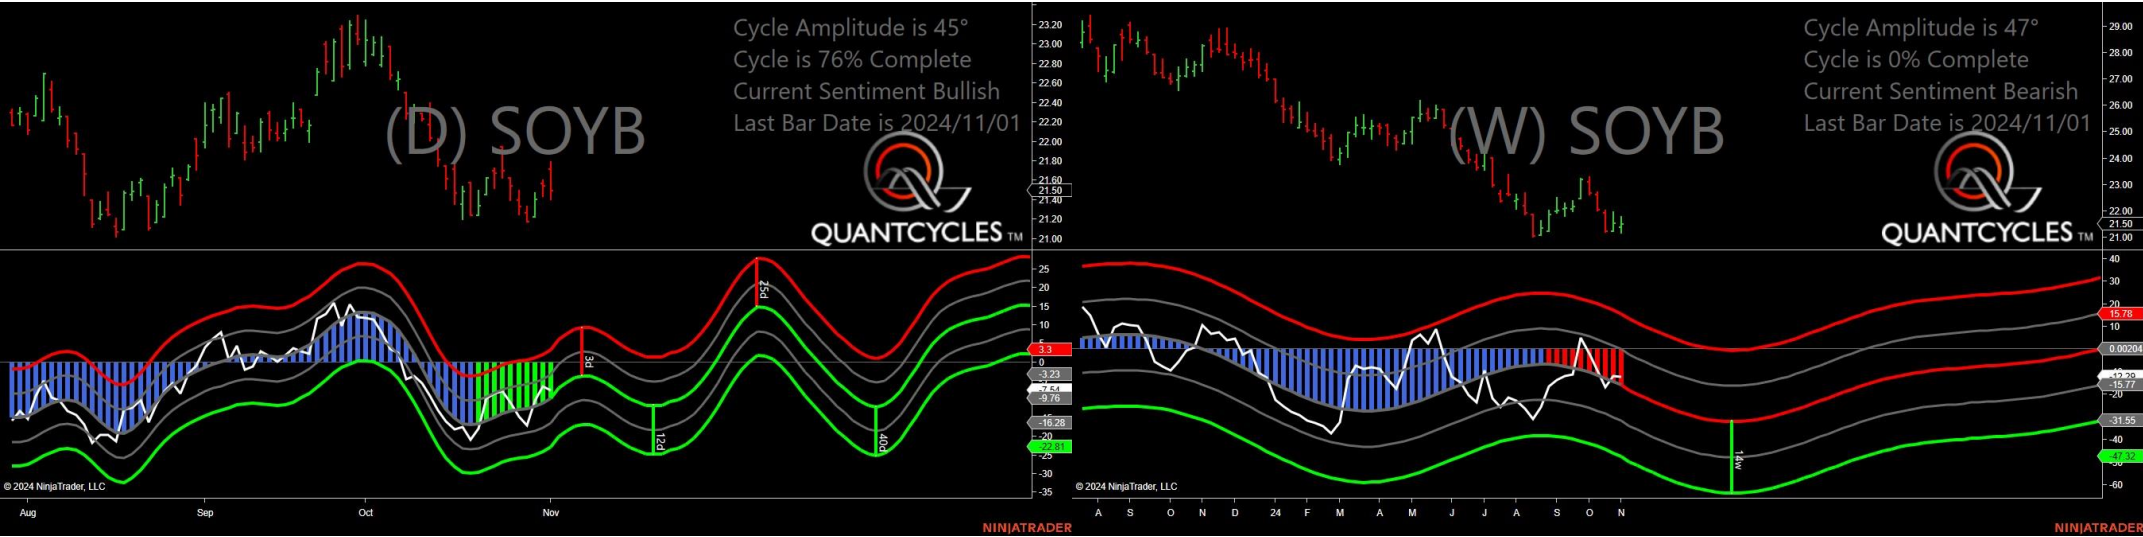 Cycle Amplitude is 45°
Cycle is 76% Complete
Current Sentiment Bullish
Last Bar Date is 2024/11/01
(D) SOYB
QUANTCYCLES TM
23.20
23.00
22.80
22.60
22.40
22.20
22.00
21.80
21.60
21.50
21.40
21.20
21.00
25
20
15
10
5
3.3
0
-3.23
-7.54
-9.76
-16.28
-20
-22.81
-25
-30
-35
3d
12d
25d
40d
© 2024 NinjaTrader, LLC
Aug Sep Oct Nov
NINJATRADER
Cycle Amplitude is 47°
Cycle is 0% Complete
Current Sentiment Bearish
Last Bar Date is 2024/11/01
(W) SOYB
QUANTCYCLES TM
29.00
28.00
27.00
26.00
25.00
24.00
23.00
22.00
21.50
21.00
40
30
20
15.78
10
0.00204
-12.29
-15.77
-20
-31.55
-40
-47.32
-60
14w
© 2024 NinjaTrader, LLC
A S O N D 24 F M A M J J A S O N
NINJATRADER